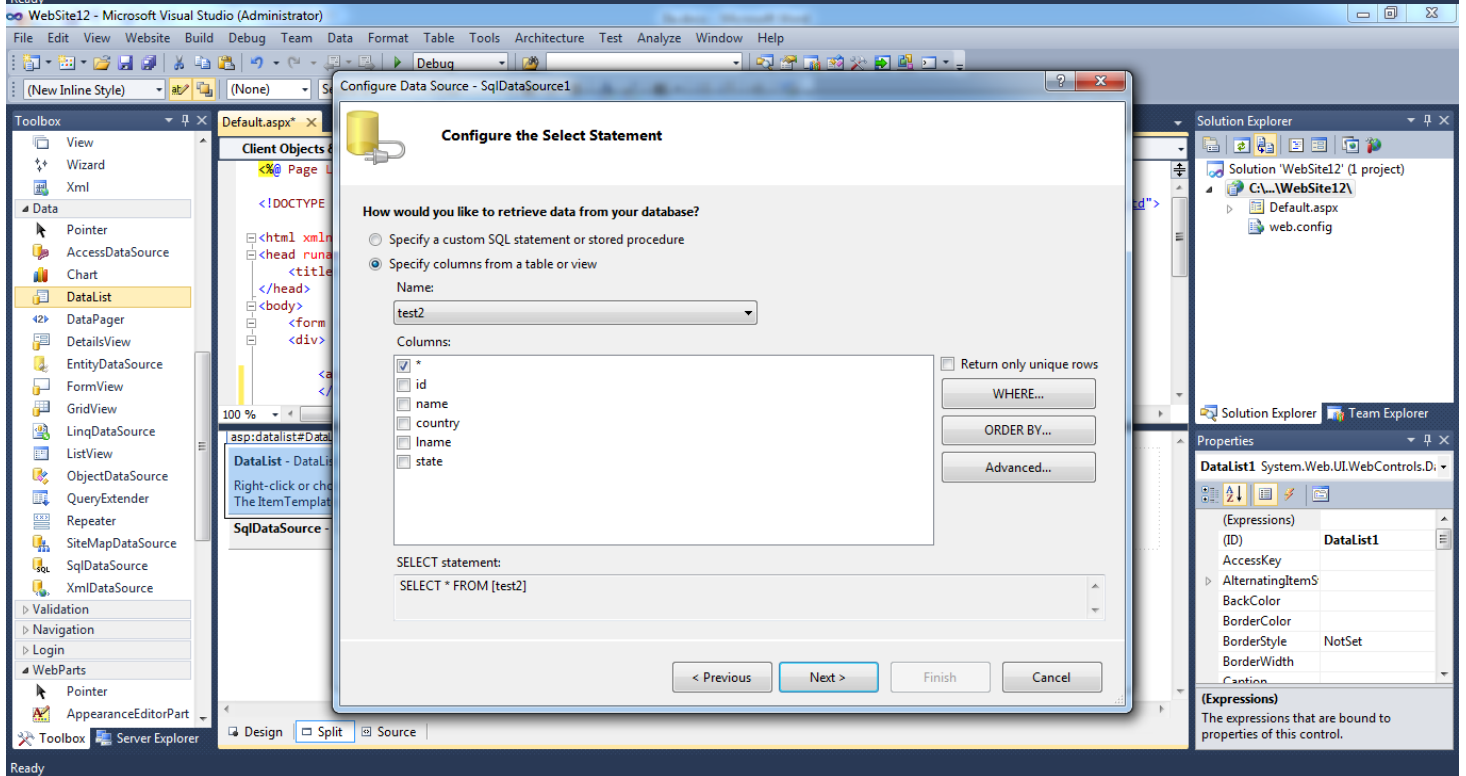 Ready
WebSite12 - Microsoft Visual Studio (Administrator)
File Edit View Website Build Debug Team Data Format Table Tools Architecture Test Analyze Window Help
Debug
(New Inline Style)
(None)
Configure Data Source - SqlDataSource1
Configure the Select Statement
How would you like to retrieve data from your database?
Specify a custom SQL statement or stored procedure
Specify columns from a table or view
Name:
test2
Columns:
*
id
name
country
lname
state
Return only unique rows
WHERE...
ORDER BY...
Advanced...
SELECT statement:
SELECT * FROM [test2]
< Previous
Next >
Finish
Cancel
Toolbox
View
Wizard
Xml
Data
Pointer
AccessDataSource
Chart
DataList
DataPager
DetailsView
EntityDataSource
FormView
GridView
LinqDataSource
ListView
ObjectDataSource
QueryExtender
Repeater
SiteMapDataSource
SqlDataSource
XmlDataSource
Validation
Navigation
Login
WebParts
Pointer
AppearanceEditorPart
Toolbox Server Explorer
Default.aspx*
Client Objects &
<%@ Page L
<!DOCTYPE
d">
<html xmln
<head runa
<title
</head>
<body>
<form
<div>
<a
</
100 %
asp:datalist#DataL
DataList - DataLis
Right-click or cho
The ItemTemplat
SqlDataSource -
Design Split Source
Solution Explorer
Solution 'WebSite12' (1 project)
C:\...\WebSite12\
Default.aspx
web.config
Solution Explorer Team Explorer
Properties
DataList1 System.Web.UI.WebControls.Da
(Expressions)
(ID) DataList1
AccessKey
AlternatingItemS
BackColor
BorderColor
BorderStyle NotSet
BorderWidth
Caption
(Expressions)
The expressions that are bound to
properties of this control.
Ready